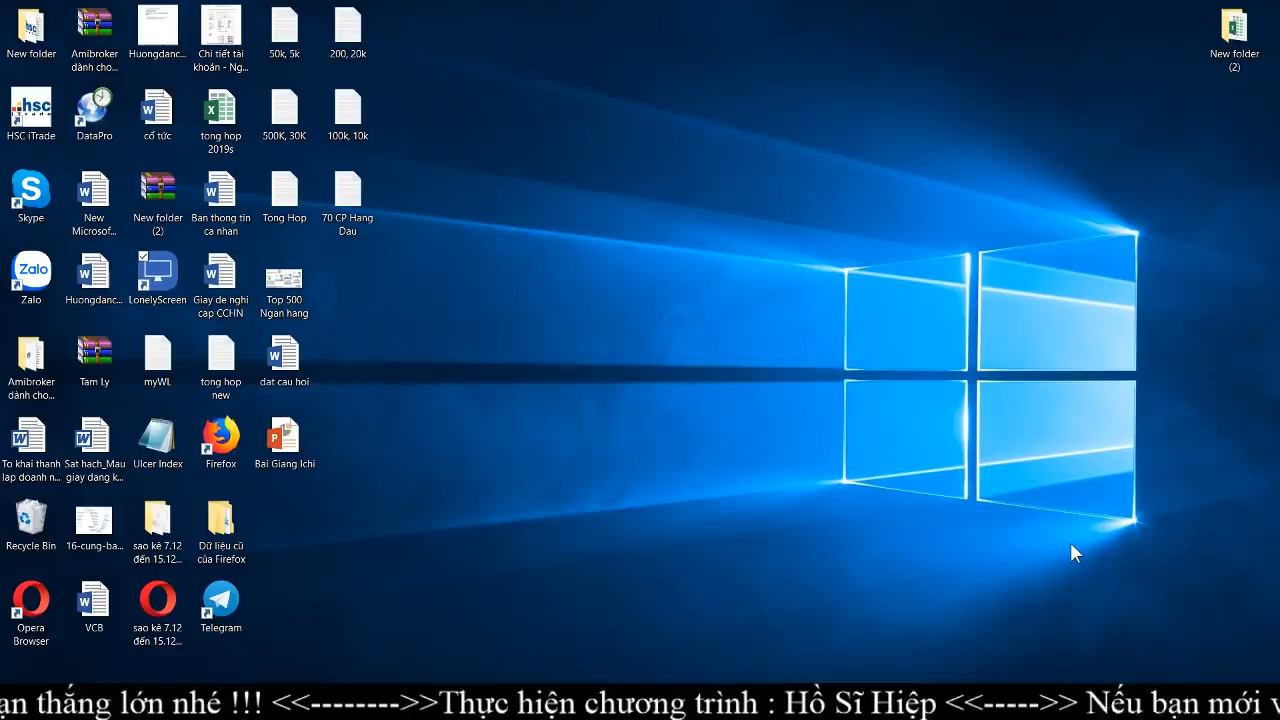 New folder
Amibroker
dành cho...
Huongdanc...
Chi tiết tài
khoản - Ng...
50k, 5k
200, 20k
New folder
(2)
hsc
iTrade
HSC iTrade
DataPro
cổ tức
tong hop
2019s
500K, 30K
100k, 10k
Skype
New
Microsof...
New folder
(2)
Ban thong tin
ca nhan
Tong Hop
70 CP Hang
Dau
Zalo
Zalo
Huongdanc...
LonelyScreen
Giay de nghi
cap CCHN
Top 500
Ngan hang
Amibroker
dành cho...
Tam Ly
myWL
tong hop
new
dat cau hoi
To khai thanh
lap doanh n...
Sat hach_Mau
giay dang k...
Ulcer Index
Firefox
Bai Giang Ichi
Recycle Bin
16-cung-ba...
sao kê 7.12
đến 15.12...
Dữ liệu cũ
của Firefox
Opera
Browser
VCB
sao kê 7.12
đến 15.12...
Telegram
ạn thắng lớn nhé !!! <<-------->>Thực hiện chương trình : Hồ Sĩ Hiệp <<----->> Nếu bạn mới v